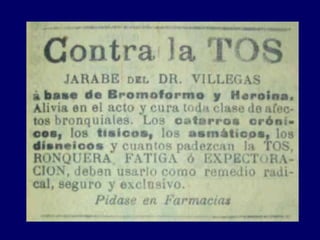 Contra la TOS
JARABE DEL DR. VILLEGAS
á base de Bromoformo y Heroina.
Alivia en el acto y cura toda clase de afec-
tos bronquiales. Los catarros cróni-
cos, los tísicos, los asmáticos, los
disneicos y cuantos padezcan la TOS,
RONQUERA, FATIGA ó EXPECTORA-
CION, deben usarlo como remedio radi-
cal, seguro y exclusivo.
Pidase en Farmacias